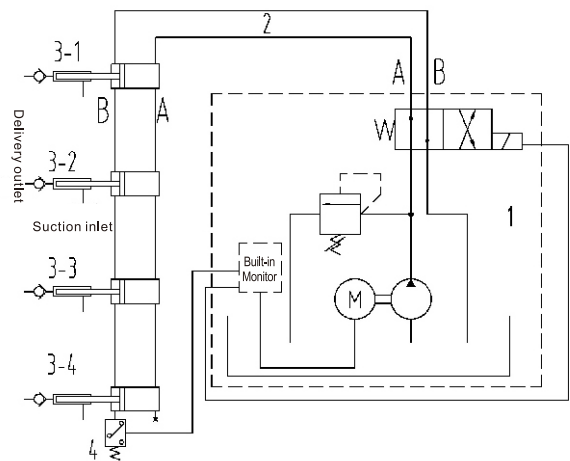 2
3-1
A
B
B
A
W
Delivery outlet
3-2
Suction inlet
1
Built-in
Monitor
3-3
M
3-4
4